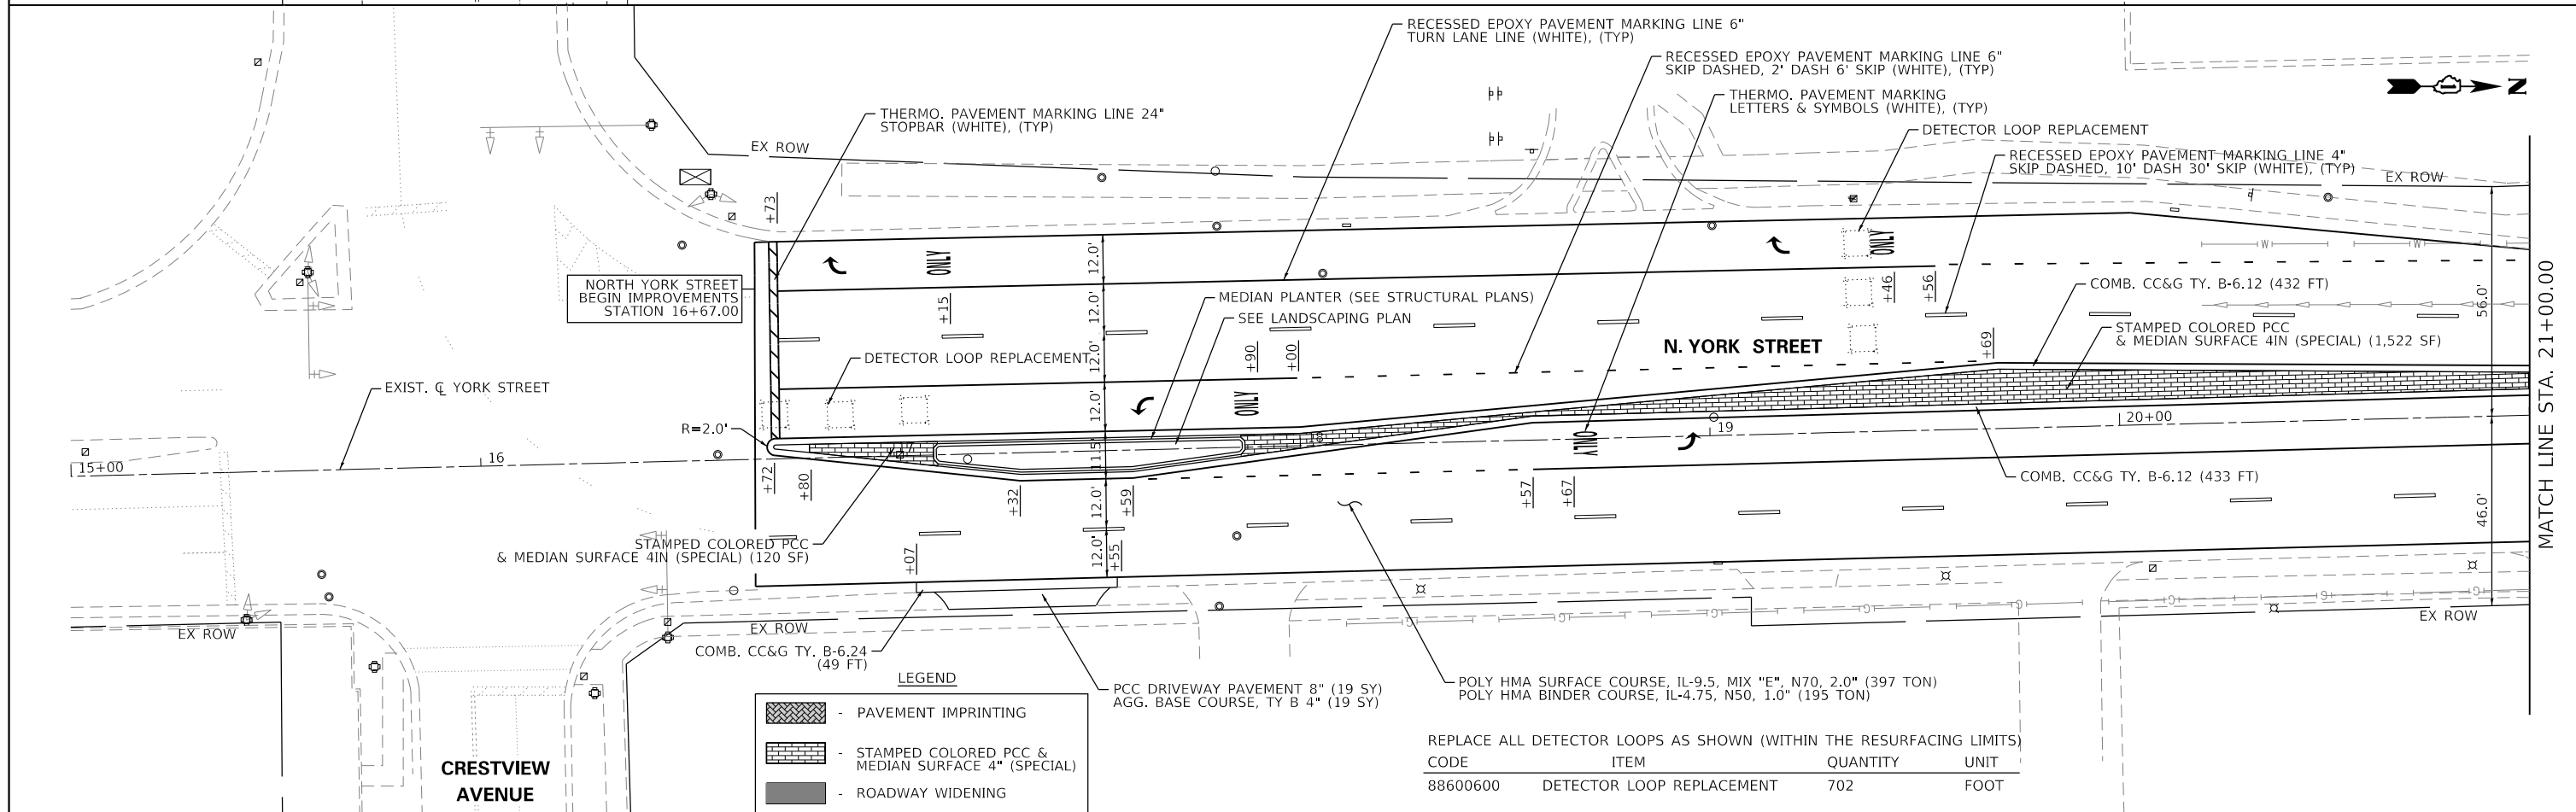 RECESSED EPOXY PAVEMENT MARKING LINE 6"
TURN LANE LINE (WHITE), (TYP)
RECESSED EPOXY PAVEMENT MARKING LINE 6"
SKIP DASHED, 2' DASH 6' SKIP (WHITE), (TYP)
THERMO. PAVEMENT MARKING
LETTERS & SYMBOLS (WHITE), (TYP)
N
THERMO. PAVEMENT MARKING LINE 24"
STOPBAR (WHITE), (TYP)
DETECTOR LOOP REPLACEMENT
RECESSED EPOXY PAVEMENT MARKING LINE 4"
SKIP DASHED, 10' DASH 30' SKIP (WHITE), (TYP)
EX ROW
EX ROW
+73
ONLY
12.0'
ONLY
W
W
NORTH YORK STREET
BEGIN IMPROVEMENTS
STATION 16+67.00
+15
MEDIAN PLANTER (SEE STRUCTURAL PLANS)
SEE LANDSCAPING PLAN
12.0'
+46
+56
COMB. CC&G TY. B-6.12 (432 FT)
56.0'
STAMPED COLORED PCC
& MEDIAN SURFACE 4IN (SPECIAL) (1,522 SF)
DETECTOR LOOP REPLACEMENT
12.0'
+90
+00
N. YORK STREET
+69
EXIST. ℄ YORK STREET
12.0'
ONLY
R=2.0'
11.5'
17
18
ONLY
19
20+00
15+00
16
+72
+80
+32
+59
12.0'
+57
+67
COMB. CC&G TY. B-6.12 (433 FT)
46.0'
MATCH LINE STA. 21+00.00
STAMPED COLORED PCC
& MEDIAN SURFACE 4IN (SPECIAL) (120 SF)
+07
12.0'
+55
EX ROW
EX ROW
G
G
G
G
G
G
G
EX ROW
COMB. CC&G TY. B-6.24
(49 FT)
PCC DRIVEWAY PAVEMENT 8" (19 SY)
AGG. BASE COURSE, TY B 4" (19 SY)
POLY HMA SURFACE COURSE, IL-9.5, MIX "E", N70, 2.0" (397 TON)
POLY HMA BINDER COURSE, IL-4.75, N50, 1.0" (195 TON)
LEGEND
- PAVEMENT IMPRINTING
- STAMPED COLORED PCC &
MEDIAN SURFACE 4" (SPECIAL)
- ROADWAY WIDENING
CRESTVIEW
AVENUE
REPLACE ALL DETECTOR LOOPS AS SHOWN (WITHIN THE RESURFACING LIMITS)
CODE ITEM QUANTITY UNIT
88600600 DETECTOR LOOP REPLACEMENT 702 FOOT